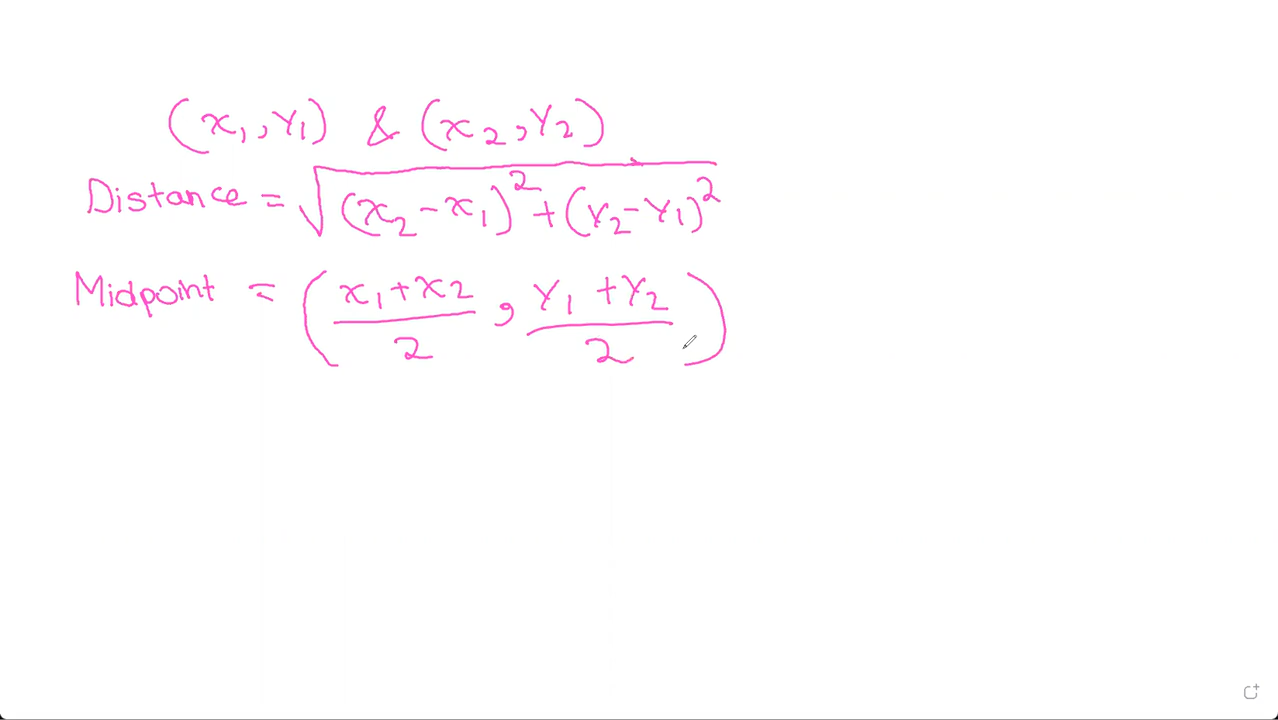 (x₁, Y₁) & (x₂, Y₂)
Distance = √((x₂ - x₁)² + (Y₂ - Y₁)²)
Midpoint = ((x₁ + x₂)/2, (Y₁ + Y₂)/2)